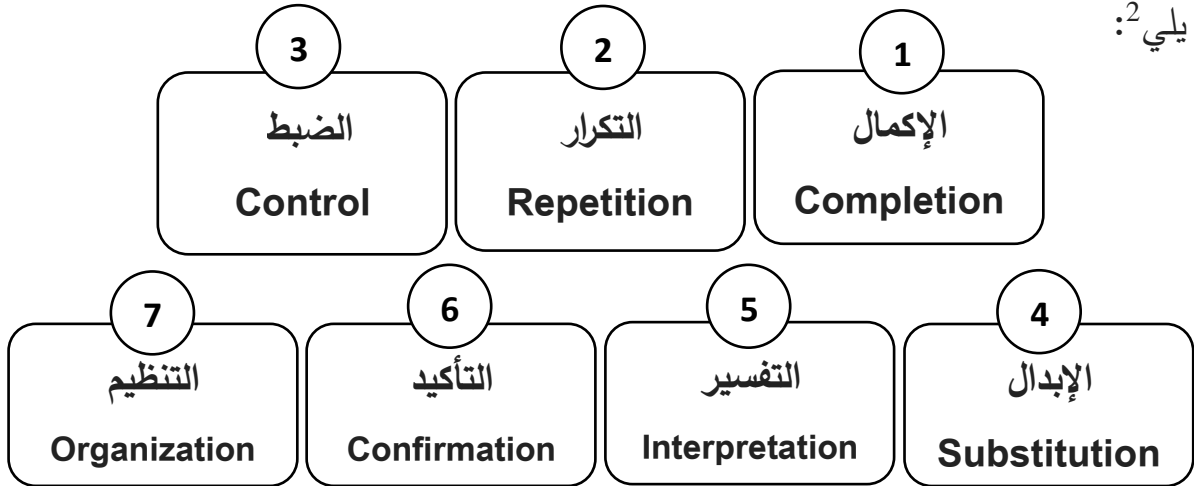 يلي2:
1
الإكمال
Completion
2
التكرار
Repetition
3
الضبط
Control
4
الإبدال
Substitution
5
التفسير
Interpretation
6
التأكيد
Confirmation
7
التنظيم
Organization